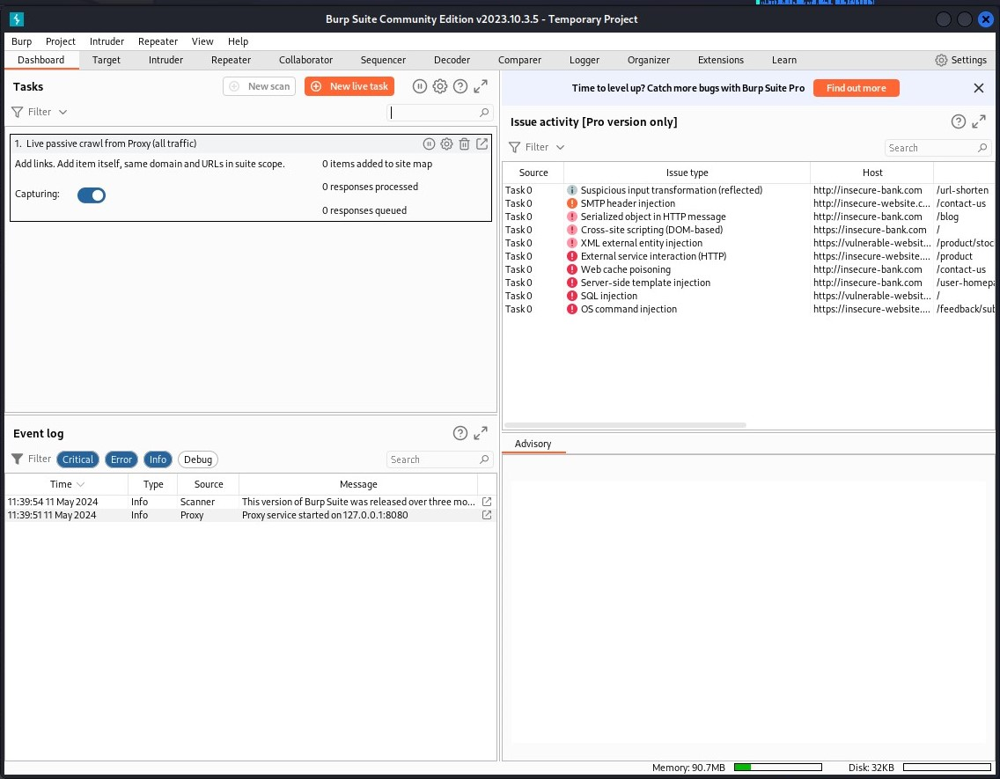 Burp Suite Community Edition v2023.10.3.5 - Temporary Project
Burp Project Intruder Repeater View Help
Dashboard Target Intruder Repeater Collaborator Sequencer Decoder Comparer Logger Organizer Extensions Learn Settings
Tasks New scan New live task
Filter
1. Live passive crawl from Proxy (all traffic)
Add links. Add item itself, same domain and URLs in suite scope. 0 items added to site map
0 responses processed
Capturing:
0 responses queued
Event log
Filter Critical Error Info Debug Search
Time Type Source Message
11:39:54 11 May 2024 Info Scanner This version of Burp Suite was released over three mo...
11:39:51 11 May 2024 Info Proxy Proxy service started on 127.0.0.1:8080
Time to level up? Catch more bugs with Burp Suite Pro Find out more
Issue activity [Pro version only]
Filter Search
Source Issue type Host
Task 0 Suspicious input transformation (reflected) http://insecure-bank.com /url-shorten
Task 0 SMTP header injection http://insecure-website.c... /contact-us
Task 0 Serialized object in HTTP message http://insecure-bank.com /blog
Task 0 Cross-site scripting (DOM-based) https://insecure-bank.com /
Task 0 XML external entity injection https://vulnerable-websit... /product/stoc
Task 0 External service interaction (HTTP) https://insecure-website.... /product
Task 0 Web cache poisoning http://insecure-bank.com /contact-us
Task 0 Server-side template injection http://insecure-bank.com /user-homepa
Task 0 SQL injection https://vulnerable-websit... /
Task 0 OS command injection https://insecure-website.... /feedback/sub
Advisory
Memory: 90.7MB Disk: 32KB